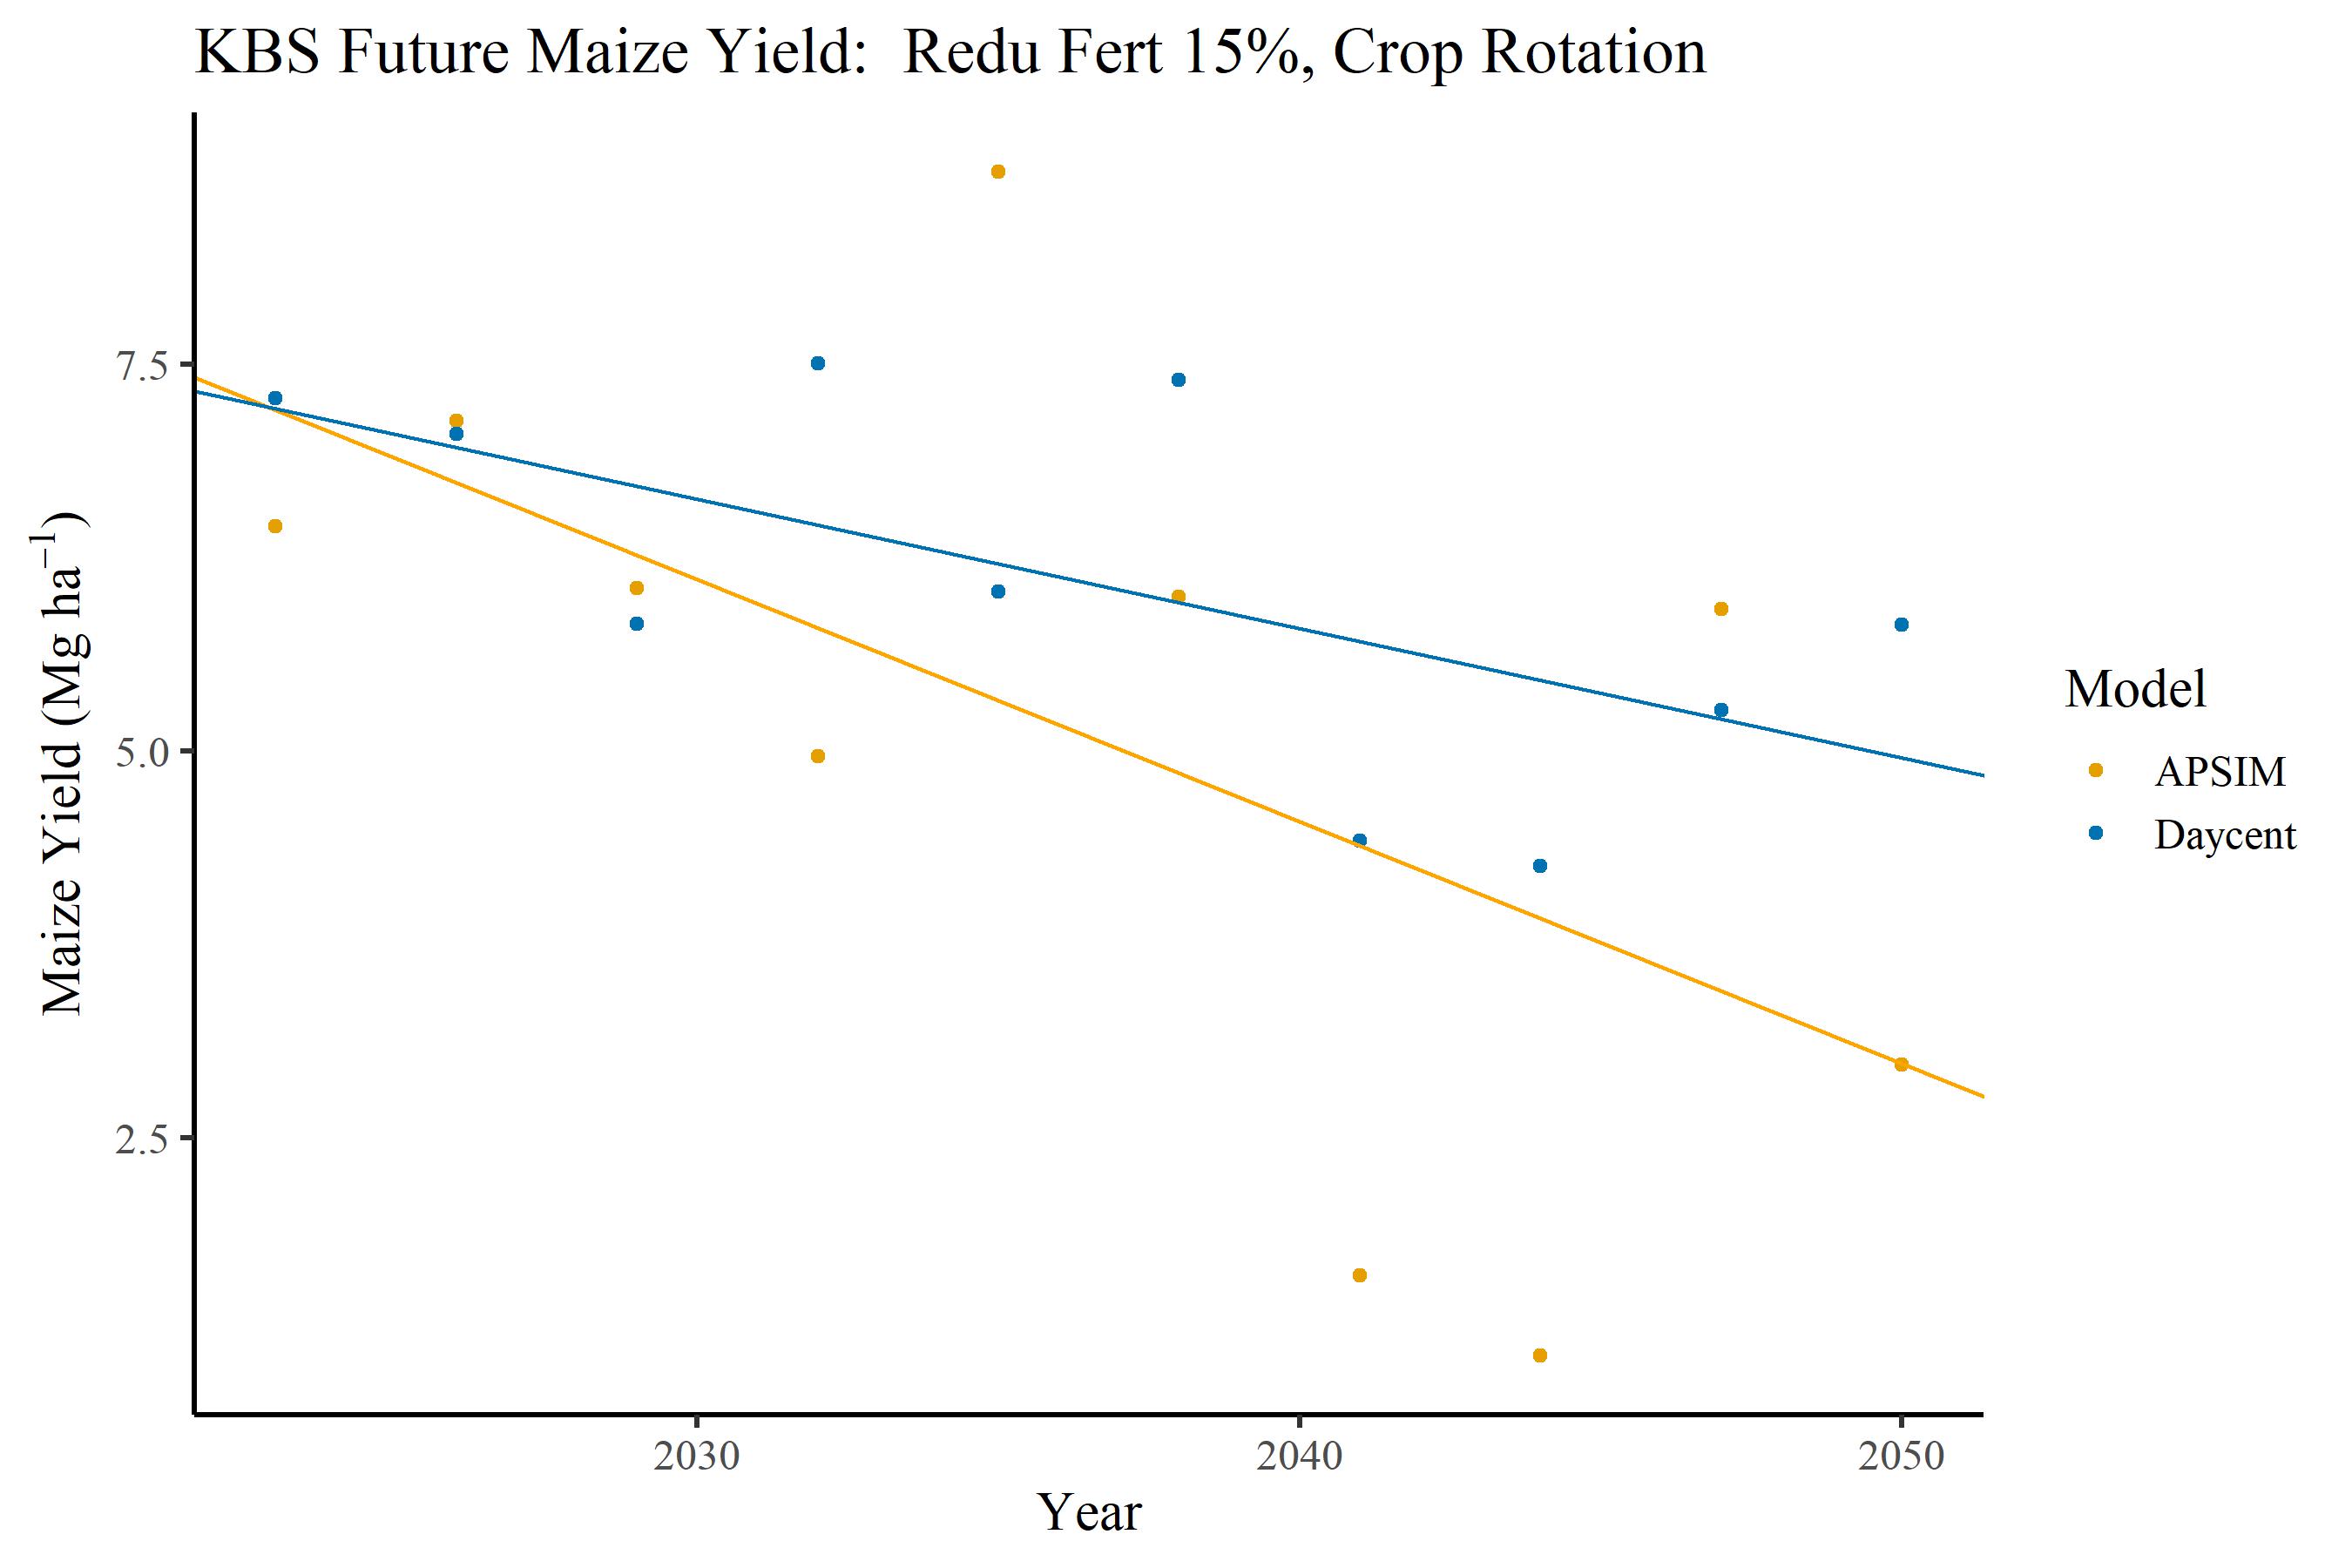 KBS Future Maize Yield:  Redu Fert 15%, Crop Rotation
Maize Yield (Mg ha⁻¹)
7.5
5.0
2.5
2030
2040
2050
Year
Model
APSIM
Daycent